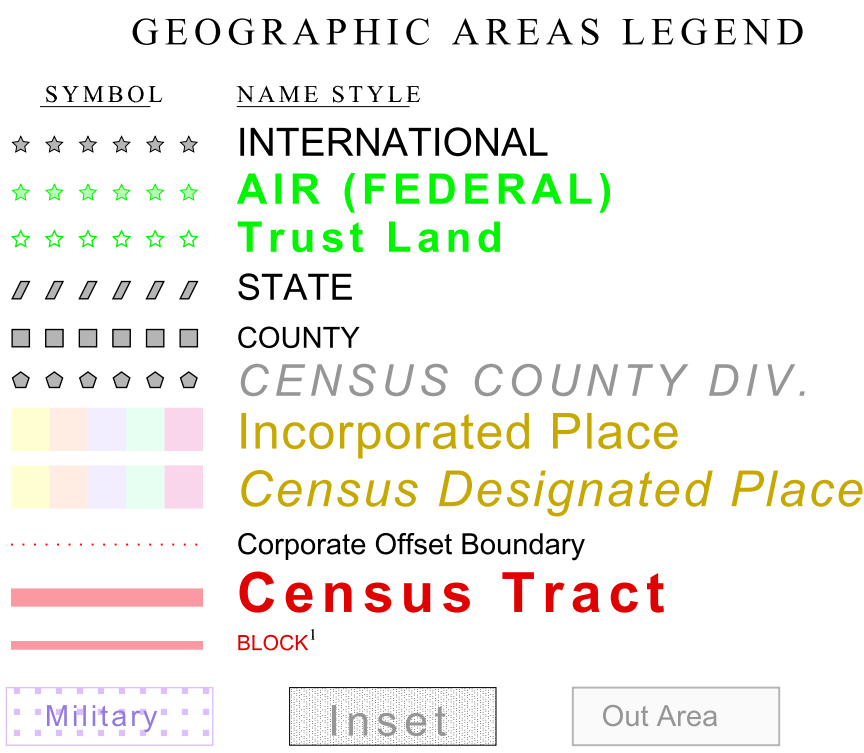 GEOGRAPHIC AREAS LEGEND
SYMBOL NAME STYLE
INTERNATIONAL
AIR (FEDERAL)
Trust Land
STATE
COUNTY
CENSUS COUNTY DIV.
Incorporated Place
Census Designated Place
Corporate Offset Boundary
Census Tract
BLOCK¹
Military Inset Out Area